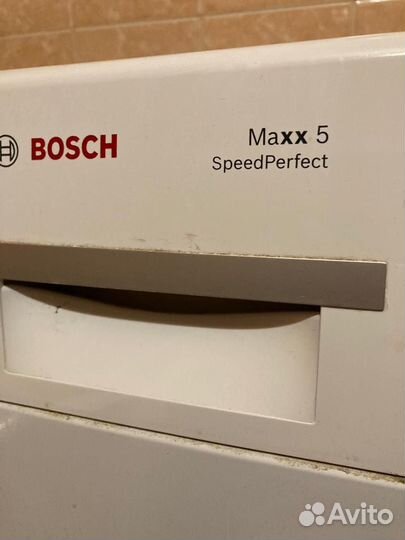 BOSCH
Maxx 5
SpeedPerfect
Avito